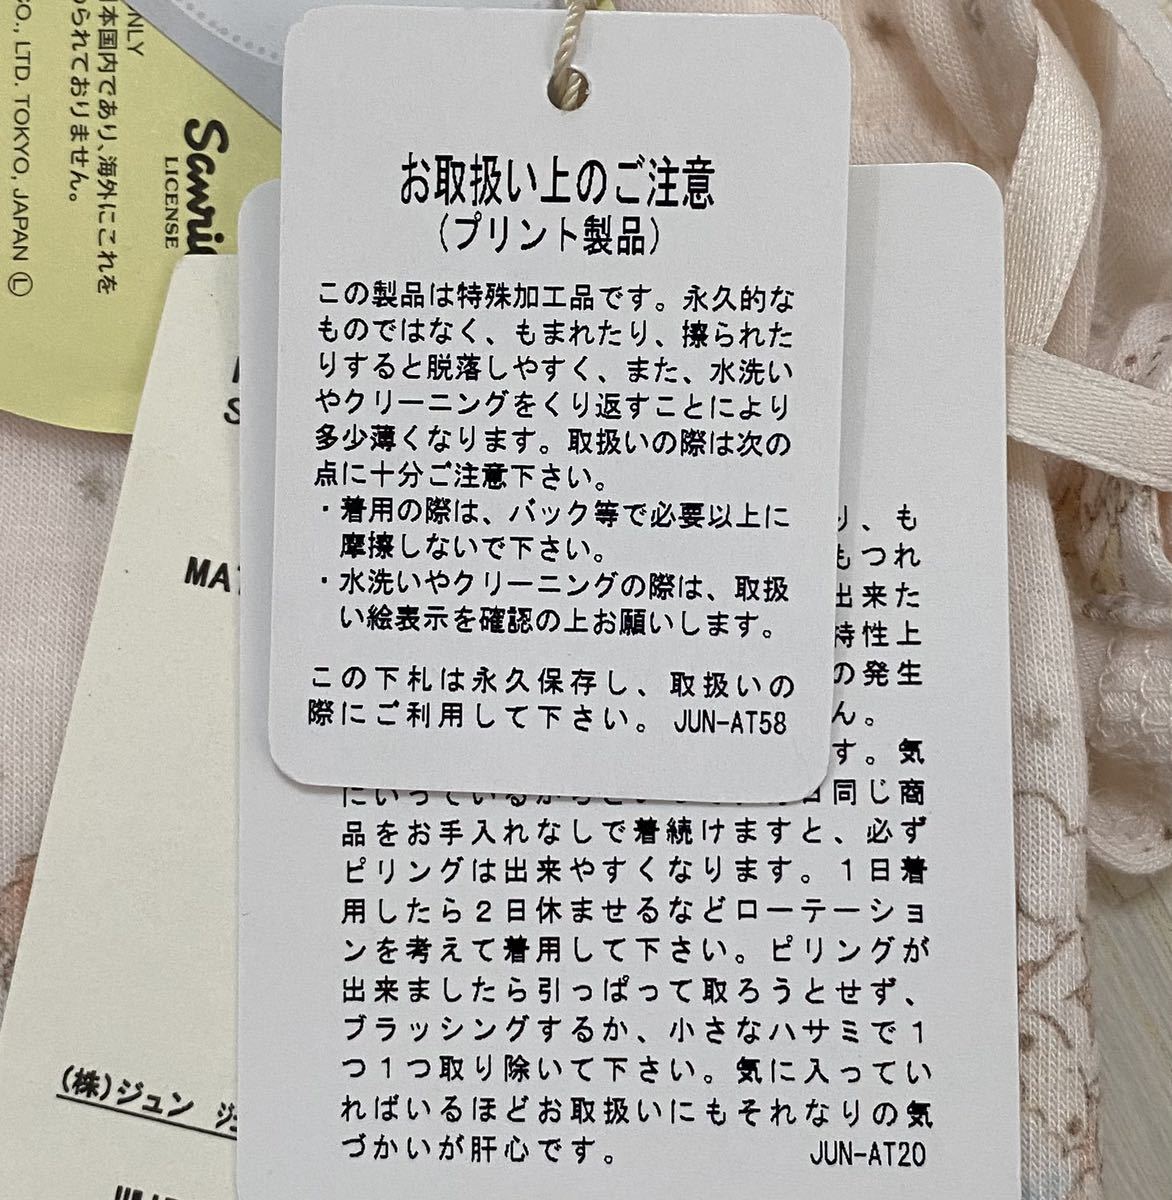 お取扱い上のご注意
(プリント製品)
この製品は特殊加工品です。永久的な
ものではなく、もまれたり、擦られた
りすると脱落しやすく、また、水洗い
やクリーニングをくり返すことにより
多少薄くなります。取扱いの際は次の
点に十分ご注意下さい。
・着用の際は、バック等で必要以上に
摩擦しないで下さい。
・水洗いやクリーニングの際は、取扱
い絵表示を確認の上お願いします。
この下札は永久保存し、取扱いの
際にご利用して下さい。 JUN-AT58
り、も
もつれ
出来た
特性上
の発生
ん。
す。気
同じ商
品をお手入れなしで着続けますと、必ず
ピリングは出来やすくなります。1日着
用したら2日休ませるなどローテーショ
ンを考えて着用して下さい。ピリングが
出来ましたら引っぱって取ろうとせず、
ブラッシングするか、小さなハサミで1
つ1つ取り除いて下さい。気に入ってい
ればいるほどお取扱いにもそれなりの気
づかいが肝心です。 JUN-AT20
ONLY
本国内であり、海外にこれを
められておりません。
CO., LTD. TOKYO, JAPAN Ⓛ
Sanrio
LICENSE
MAT
(株)ジュン